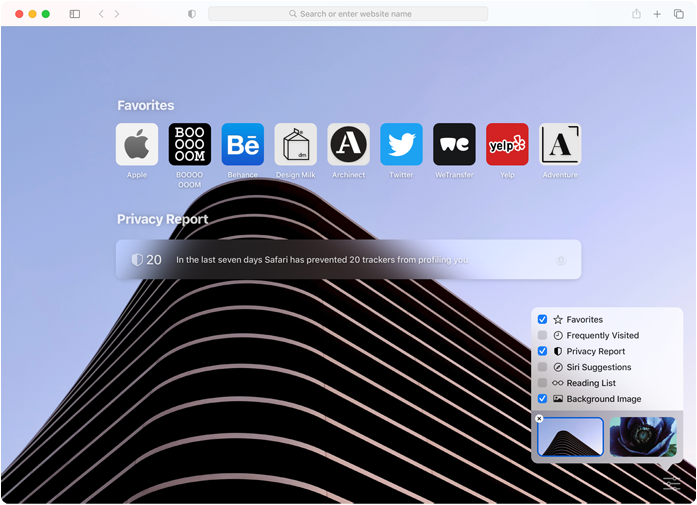 Search or enter website name
Favorites
BOO
OOO
OOM
Bē
dm
A
we
yelp
A
Apple
BOOOO
OOOM
Behance
Design Milk
Archinect
Twitter
WeTransfer
Yelp
Adventure
Privacy Report
20
In the last seven days Safari has prevented 20 trackers from profiling you
Favorites
Frequently Visited
Privacy Report
Siri Suggestions
Reading List
Background Image